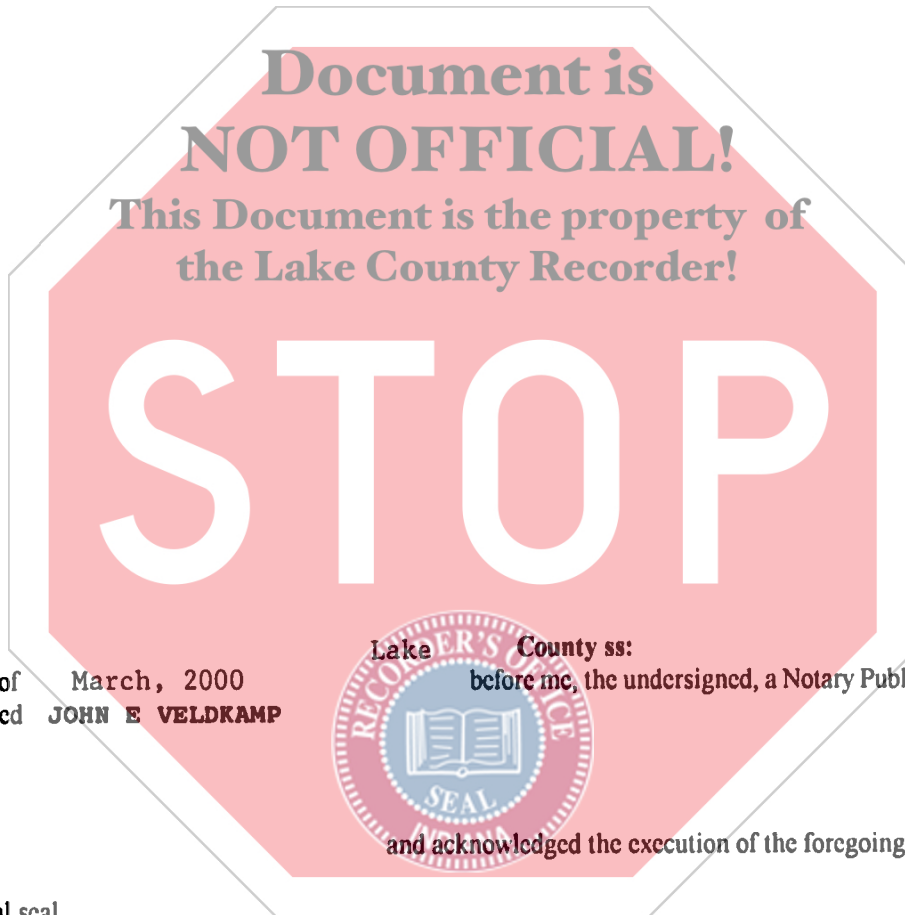 Document is
NOT OFFICIAL!
This Document is the property of
the Lake County Recorder!
STOP
Lake County ss:
of March, 2000 before me, the undersigned, a Notary Publ
ed JOHN E VELDKAMP
RECORDER'S OFFICE
SEAL
INDIANA
and acknowledged the execution of the foregoing
al seal